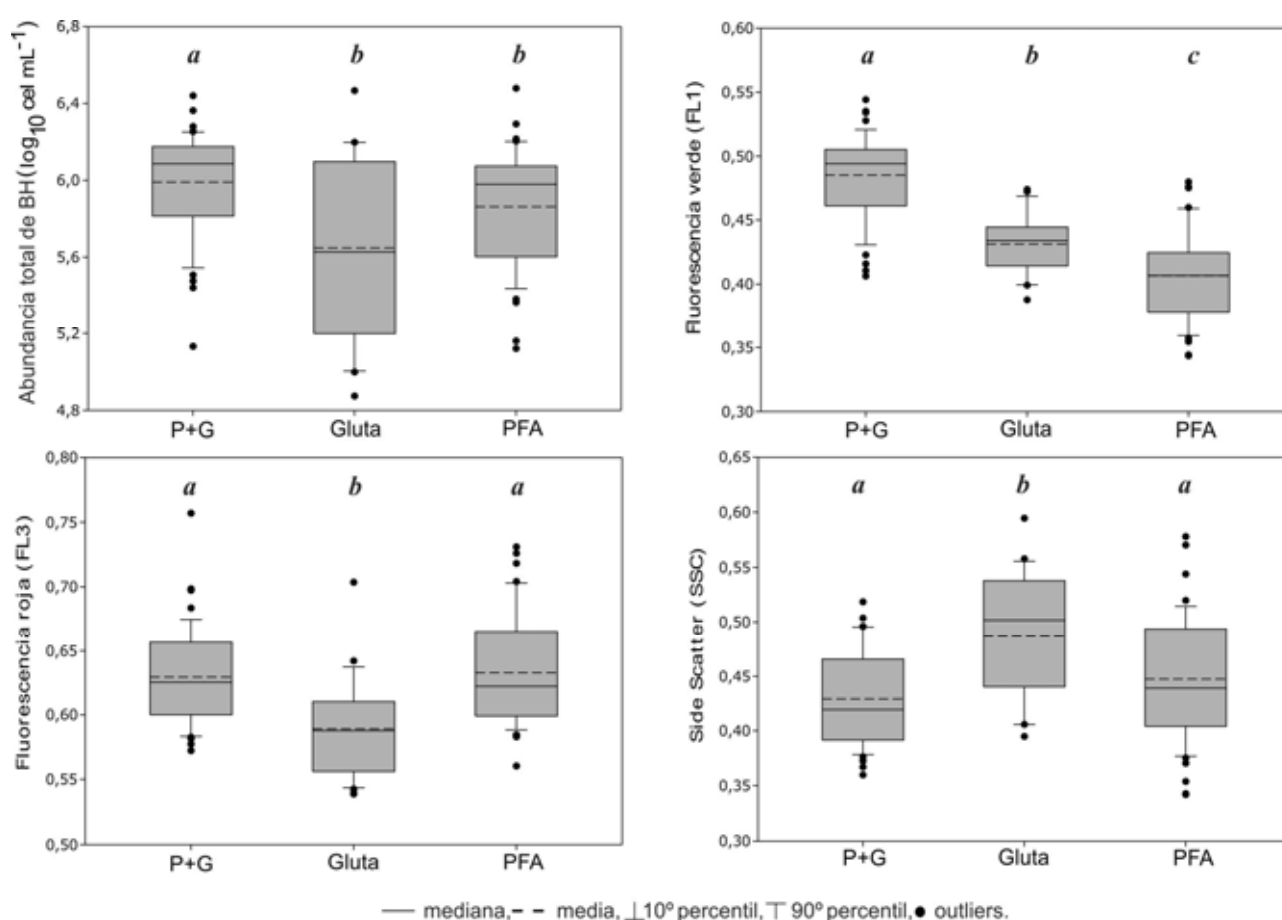 Abundancia total de BH (log10 cel mL−1)
6,8
6,4
6,0
5,6
5,2
4,8
a b b
P+G Gluta PFA
Fluorescencia verde (FL1)
0,60
0,50
0,45
0,40
0,35
0,30
a b c
P+G Gluta PFA
Fluorescencia roja (FL3)
0,80
0,75
0,70
0,65
0,60
0,55
0,50
a b a
P+G Gluta PFA
Side Scatter (SSC)
0,65
0,60
0,55
0,50
0,45
0,40
0,35
0,30
a b a
P+G Gluta PFA
mediana, media, 10º percentil, 90º percentil, outliers.